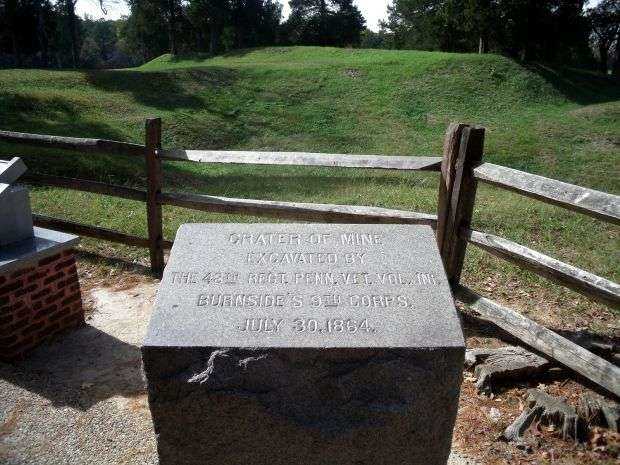 CRATER OF MINE
EXCAVATED BY
THE 48TH REGT. PENN. VET. VOL. INF.
BURNSIDE'S 9TH CORPS.
JULY 30, 1864.